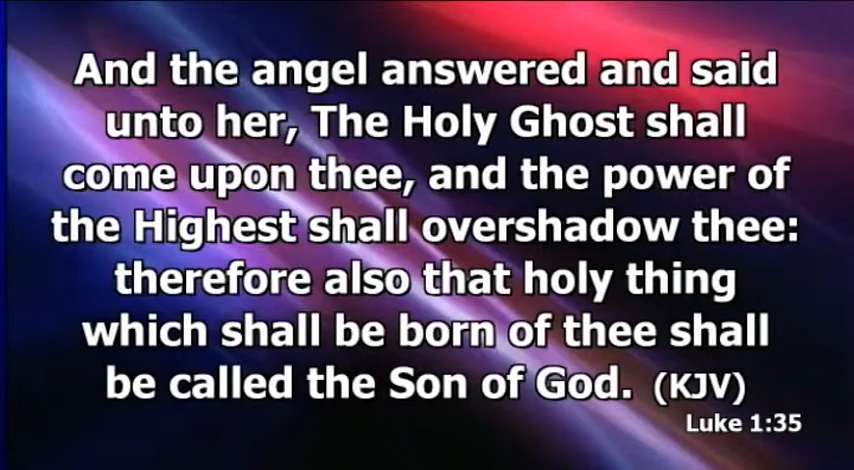 And the angel answered and said
unto her, The Holy Ghost shall
come upon thee, and the power of
the Highest shall overshadow thee:
therefore also that holy thing
which shall be born of thee shall
be called the Son of God. (KJV)
Luke 1:35